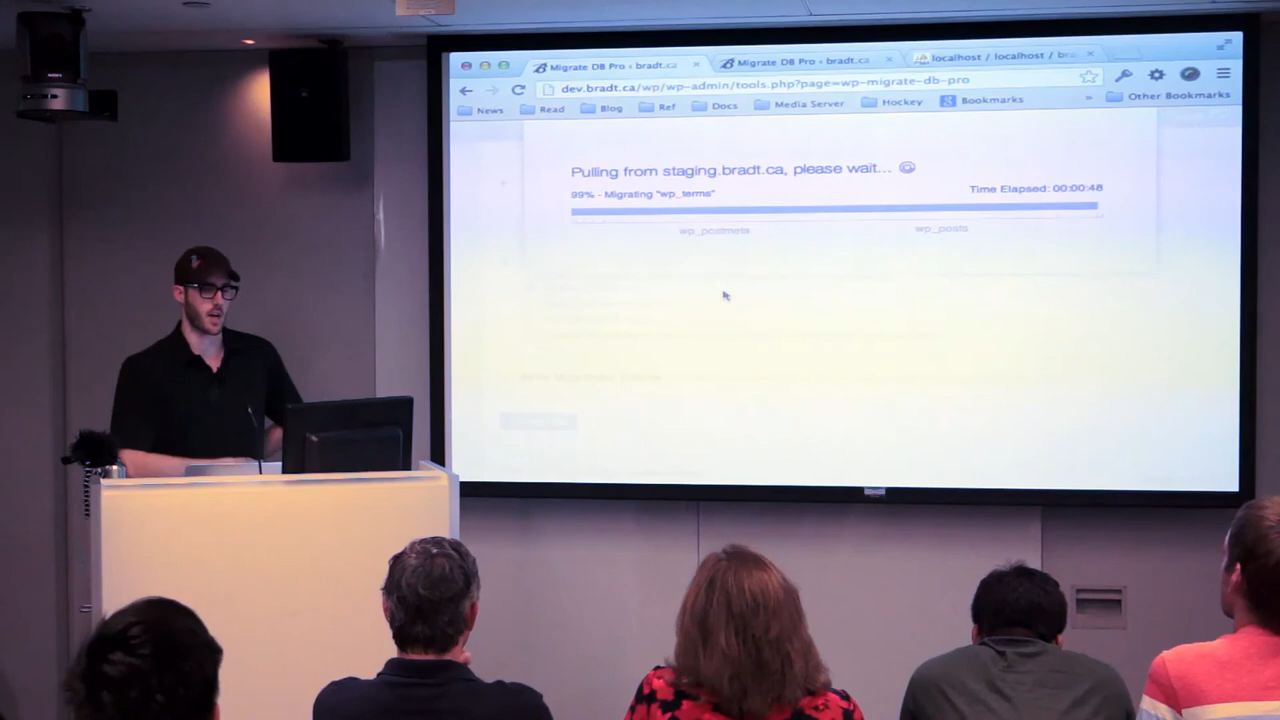 Migrate DB Pro ‹ bradt.ca × Migrate DB Pro ‹ bradt.ca × localhost / localhost / bra ×
dev.bradt.ca/wp/wp-admin/tools.php?page=wp-migrate-db-pro
News Read Blog Ref Docs Media Server Hockey Bookmarks » Other Bookmarks
Pulling from staging.bradt.ca, please wait...
99% - Migrating "wp_terms" Time Elapsed: 00:00:48
wp_postmeta wp_posts